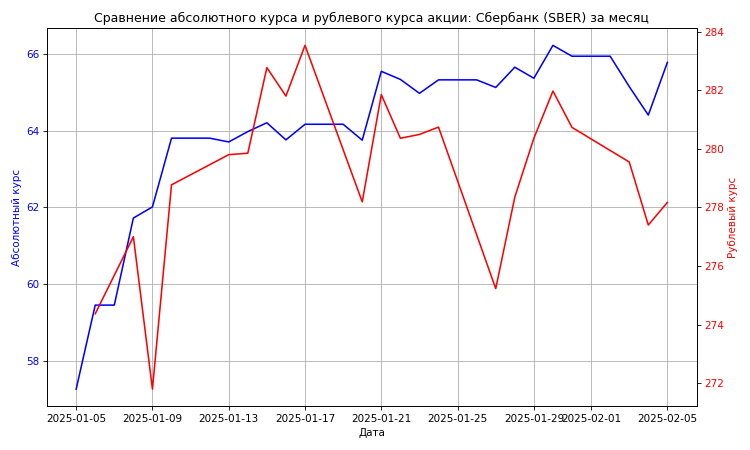 Сравнение абсолютного курса и рублевого курса акции: Сбербанк (SBER) за месяц
66
64
62
60
58
Абсолютный курс
284
282
280
278
276
274
272
Рублевый курс
2025-01-05 2025-01-09 2025-01-13 2025-01-17 2025-01-21 2025-01-25 2025-01-29 2025-02-01 2025-02-05
Дата